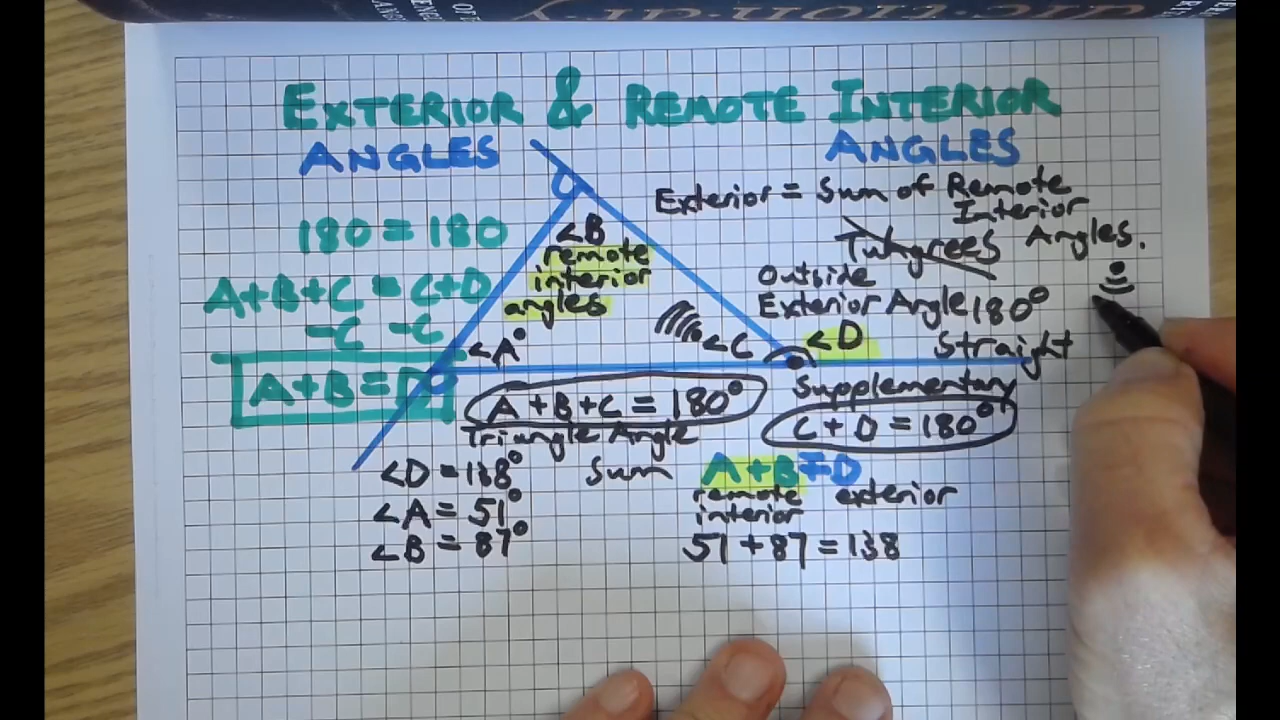 dictionary
EXTERIOR & REMOTE INTERIOR
ANGLES ANGLES
Exterior = Sum of Remote
Interior
Angles.
180 = 180
A+B+C = C+D
-C -C
A+B=D
∠B
remote
interior
angles
∠A°
∠C
Outside
Exterior Angle 180°
∠D
Straight
A+B+C = 180°
Triangle Angle
Sum
Supplementary
C+D = 180°
∠D = 138°
∠A = 51°
∠B = 87°
A+B=D
remote exterior
interior
51+87=138